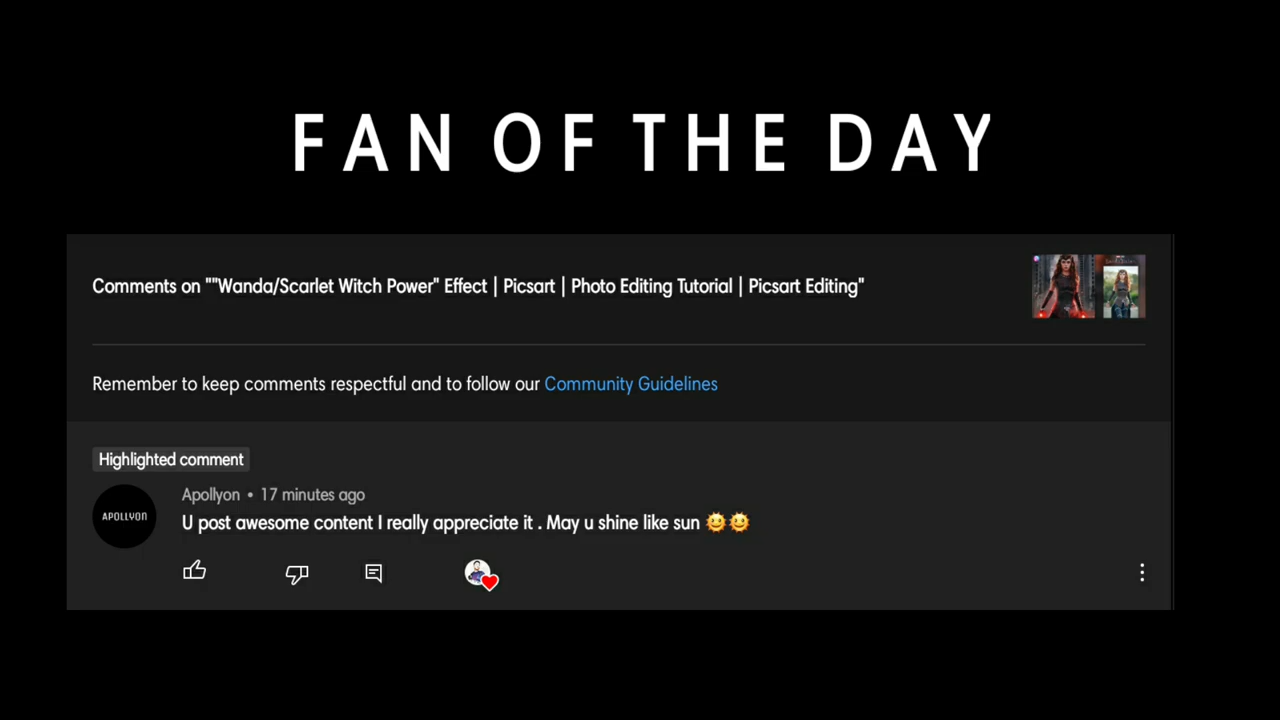 FAN OF THE DAY
Comments on ""Wanda/Scarlet Witch Power" Effect | Picsart | Photo Editing Tutorial | Picsart Editing"
Remember to keep comments respectful and to follow our Community Guidelines
Highlighted comment
Apollyon • 17 minutes ago
APOLLYON
U post awesome content I really appreciate it . May u shine like sun 🌞🌞